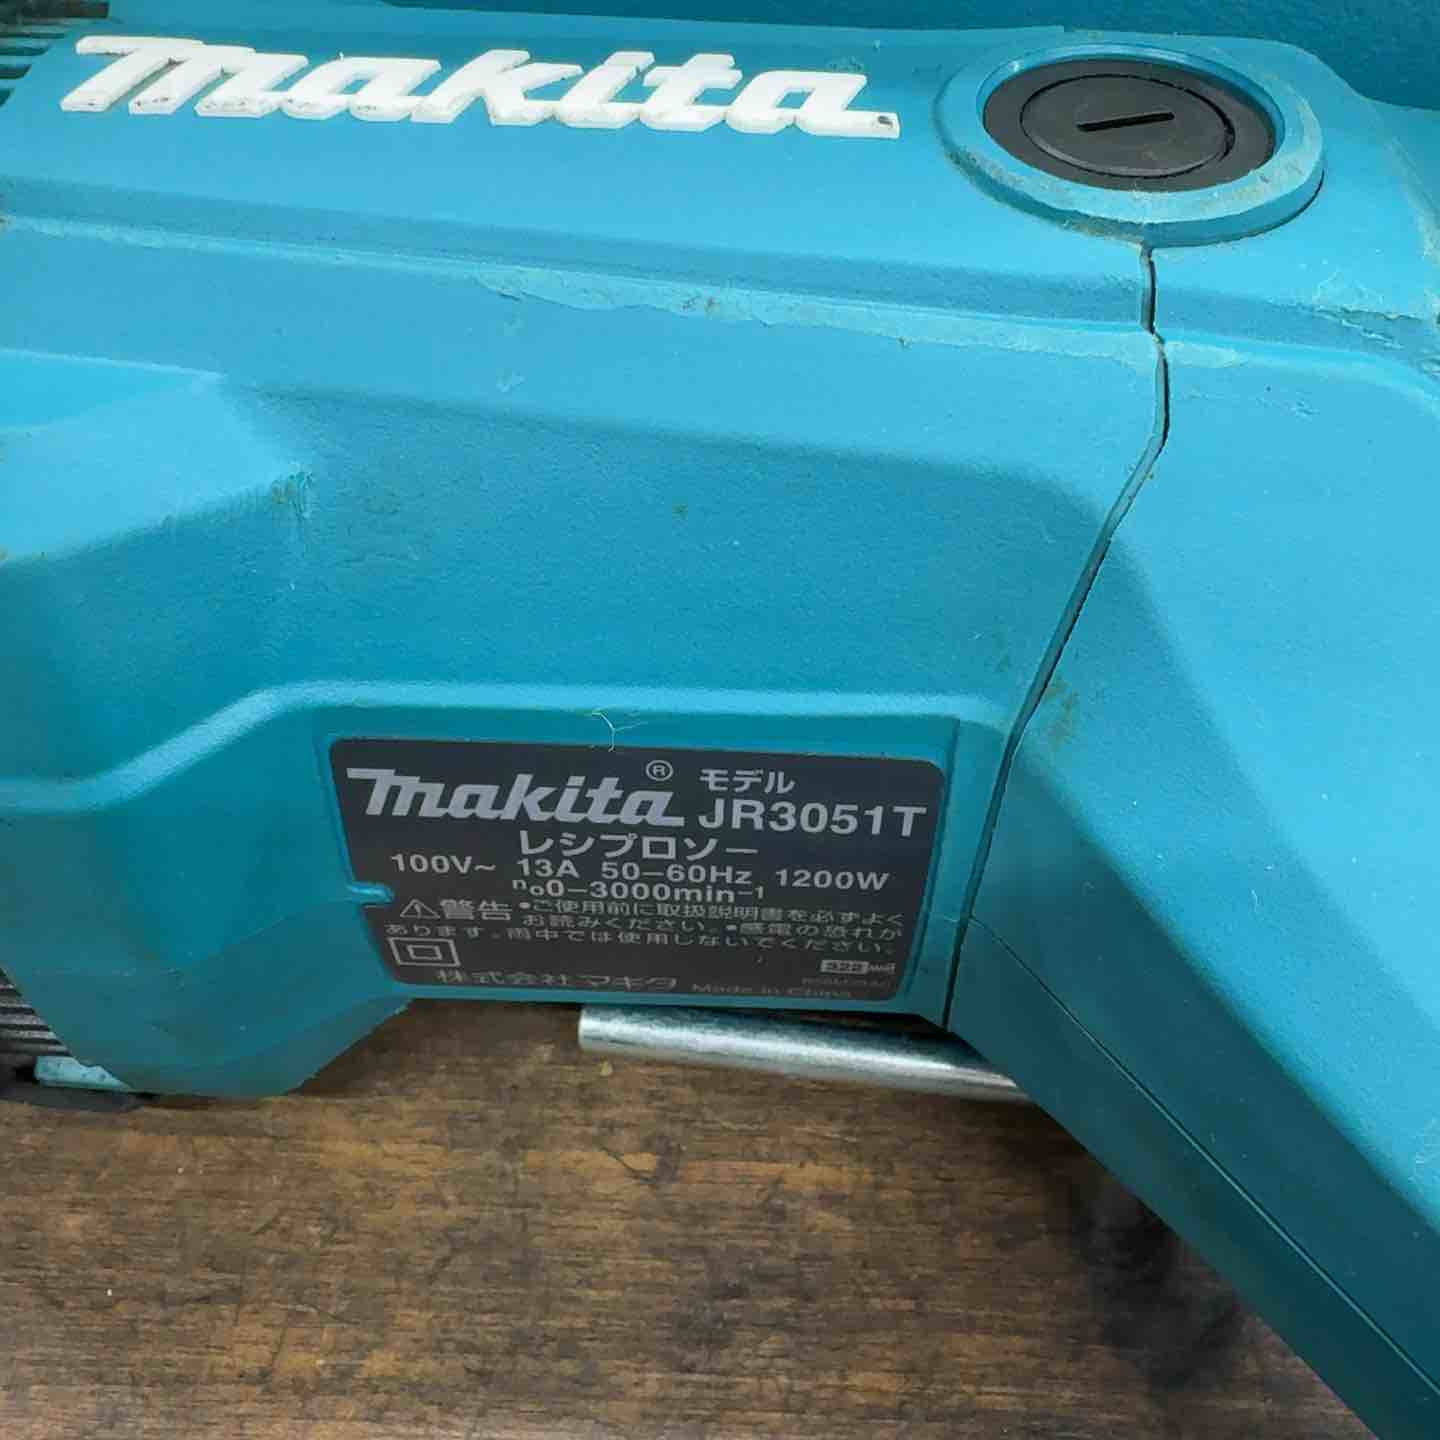 makita
makita® モデル JR3051T
レシプロソー
100V~ 13A 50-60Hz 1200W
n₀0-3000min⁻¹
⚠警告 •ご使用前に取扱説明書を必ずよく
お読みください。•感電の恐れが
あります。雨中では使用しないでください。
株式会社マキタ Made in China